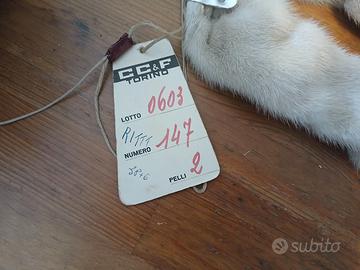 CC&F
TORINO
LOTTO 0603
NUMERO 147
PELLI 2
subito